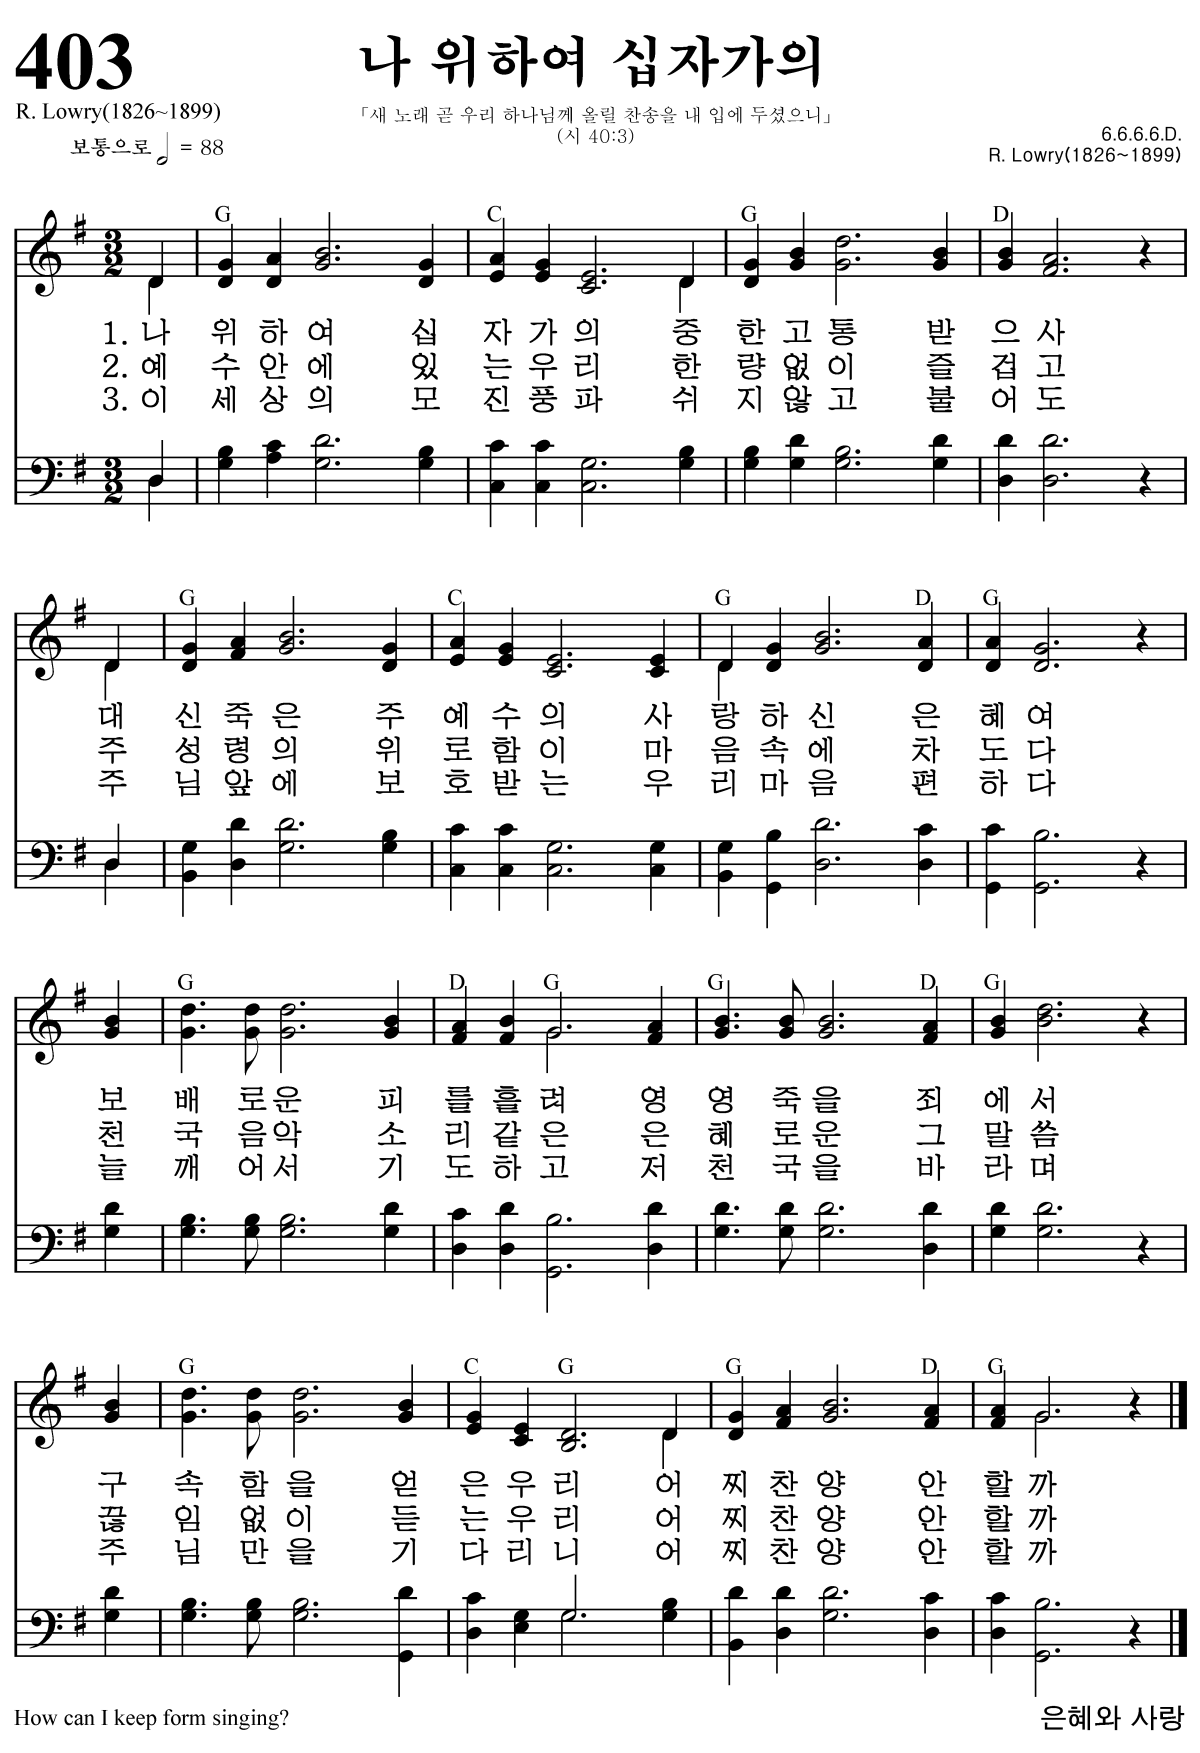 403
나 위하여 십자가의
R. Lowry(1826~1899)
「새 노래 곧 우리 하나님께 올릴 찬송을 내 입에 두셨으니」
(시 40:3)
보통으로 = 88
6.6.6.6.D.
R. Lowry(1826~1899)
G C G D
3 2
1. 나 위 하 여 십 자 가 의 중 한 고 통 받 으 사
2. 예 수 안 에 있 는 우 리 한 량 없 이 즐 겁 고
3. 이 세 상 의 모 진 풍 파 쉬 지 않 고 불 어 도
3 2
G C G D G
대 신 죽 은 주 예 수 의 사 랑 하 신 은 혜 여
주 성 령 의 위 로 함 이 마 음 속 에 차 도 다
주 님 앞 에 보 호 받 는 우 리 마 음 편 하 다
G D G G D G
보 배 로 운 피 를 흘 려 영 영 죽 을 죄 에 서
천 국 음 악 소 리 같 은 은 혜 로 운 그 말 씀
늘 깨 어 서 기 도 하 고 저 천 국 을 바 라 며
G C G G D G
구 속 함 을 얻 은 우 리 어 찌 찬 양 안 할 까
끊 임 없 이 듣 는 우 리 어 찌 찬 양 안 할 까
주 님 만 을 기 다 리 니 어 찌 찬 양 안 할 까
How can I keep form singing?
은혜와 사랑